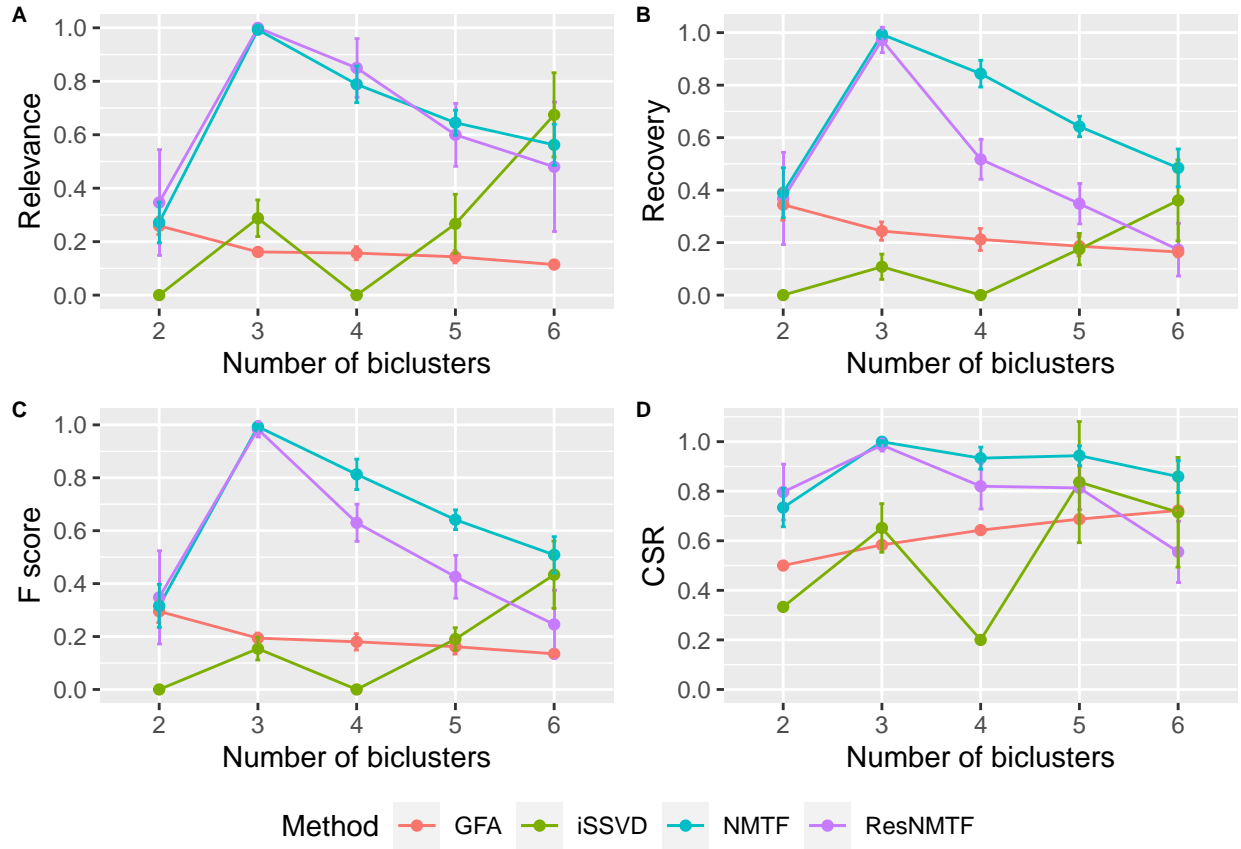 A
1.0
0.8
0.6
0.4
0.2
0.0
Relevance
2 3 4 5 6
Number of biclusters
B
1.0
0.8
0.6
0.4
0.2
0.0
Recovery
2 3 4 5 6
Number of biclusters
C
1.0
0.8
0.6
0.4
0.2
0.0
F score
2 3 4 5 6
Number of biclusters
D
1.0
0.8
0.6
0.4
0.2
0.0
CSR
2 3 4 5 6
Number of biclusters
Method GFA iSSVD NMTF ResNMTF